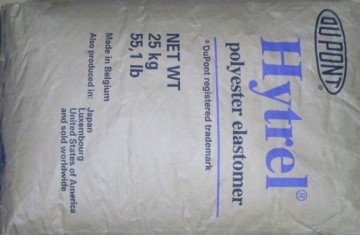 DUPONT
Hytrel®
polyester elastomer
® DuPont registered trademark
NET WT
25 kg
55,1 lb
Made in Belgium
Also produced in: Japan
Luxembourg
United States of America
and sold worldwide